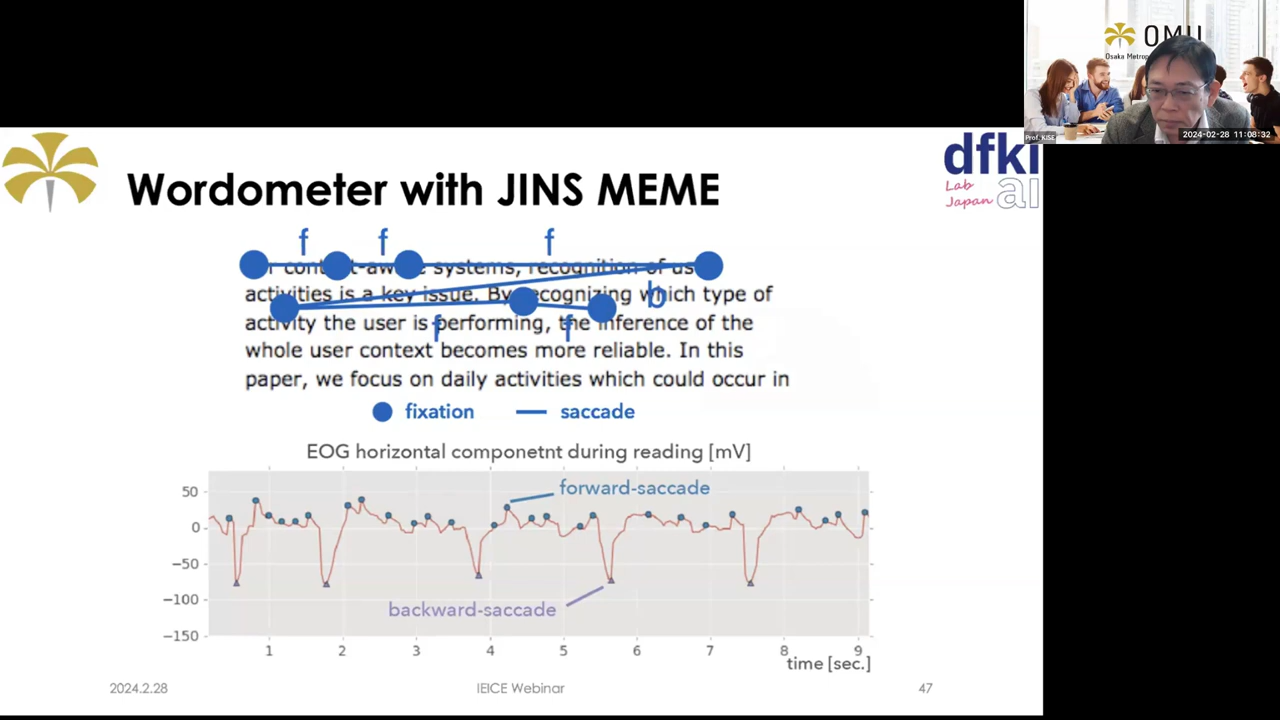 OMU
Osaka Metrop
Prof. KISE
2024-02-28 11:08:32
dfki
ai
Lab
Japan
Wordometer with JINS MEME
f f f
systems, recognition of
activities is a key issue. By recognizing which type of
b
activity the user is performing, the inference of the
f f
whole user context becomes more reliable. In this
paper, we focus on daily activities which could occur in
fixation saccade
EOG horizontal componetnt during reading [mV]
forward-saccade
backward-saccade
50
0
−50
−100
−150
1 2 3 4 5 6 7 8 9
time [sec.]
2024.2.28 IEICE Webinar 47